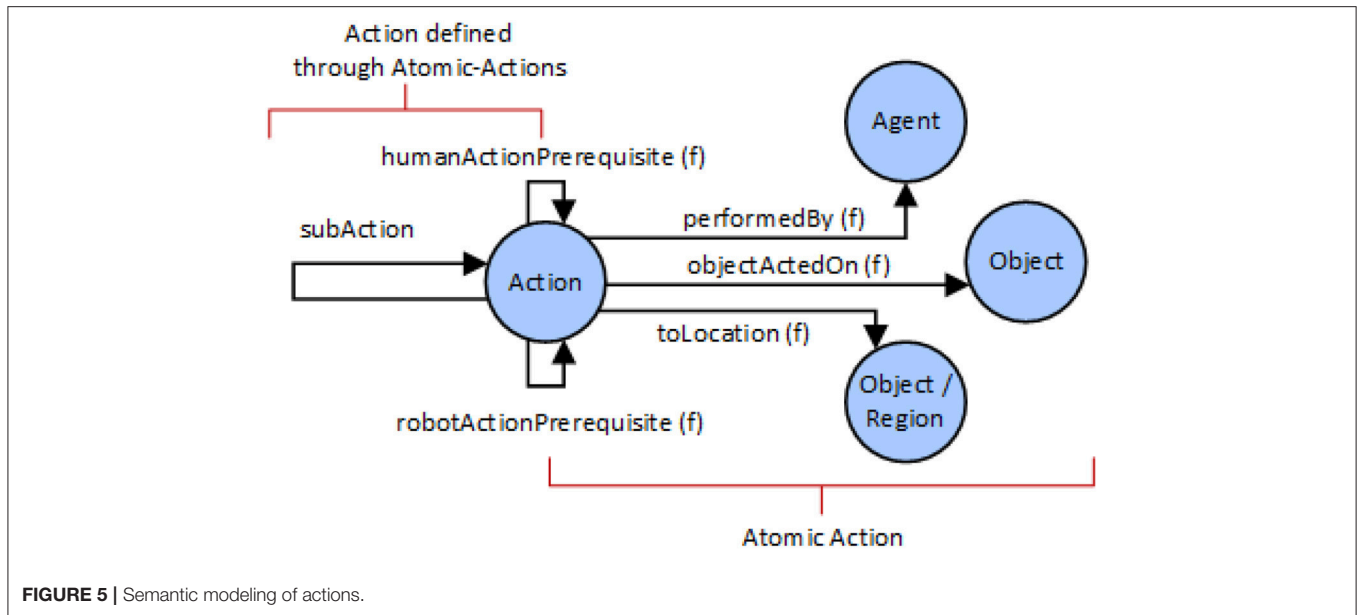 Action defined
through Atomic-Actions
Agent
humanActionPrerequisite (f)
performedBy (f)
subAction
objectActedOn (f)
Object
Action
toLocation (f)
Object /
Region
robotActionPrerequisite (f)
Atomic Action
FIGURE 5 | Semantic modeling of actions.